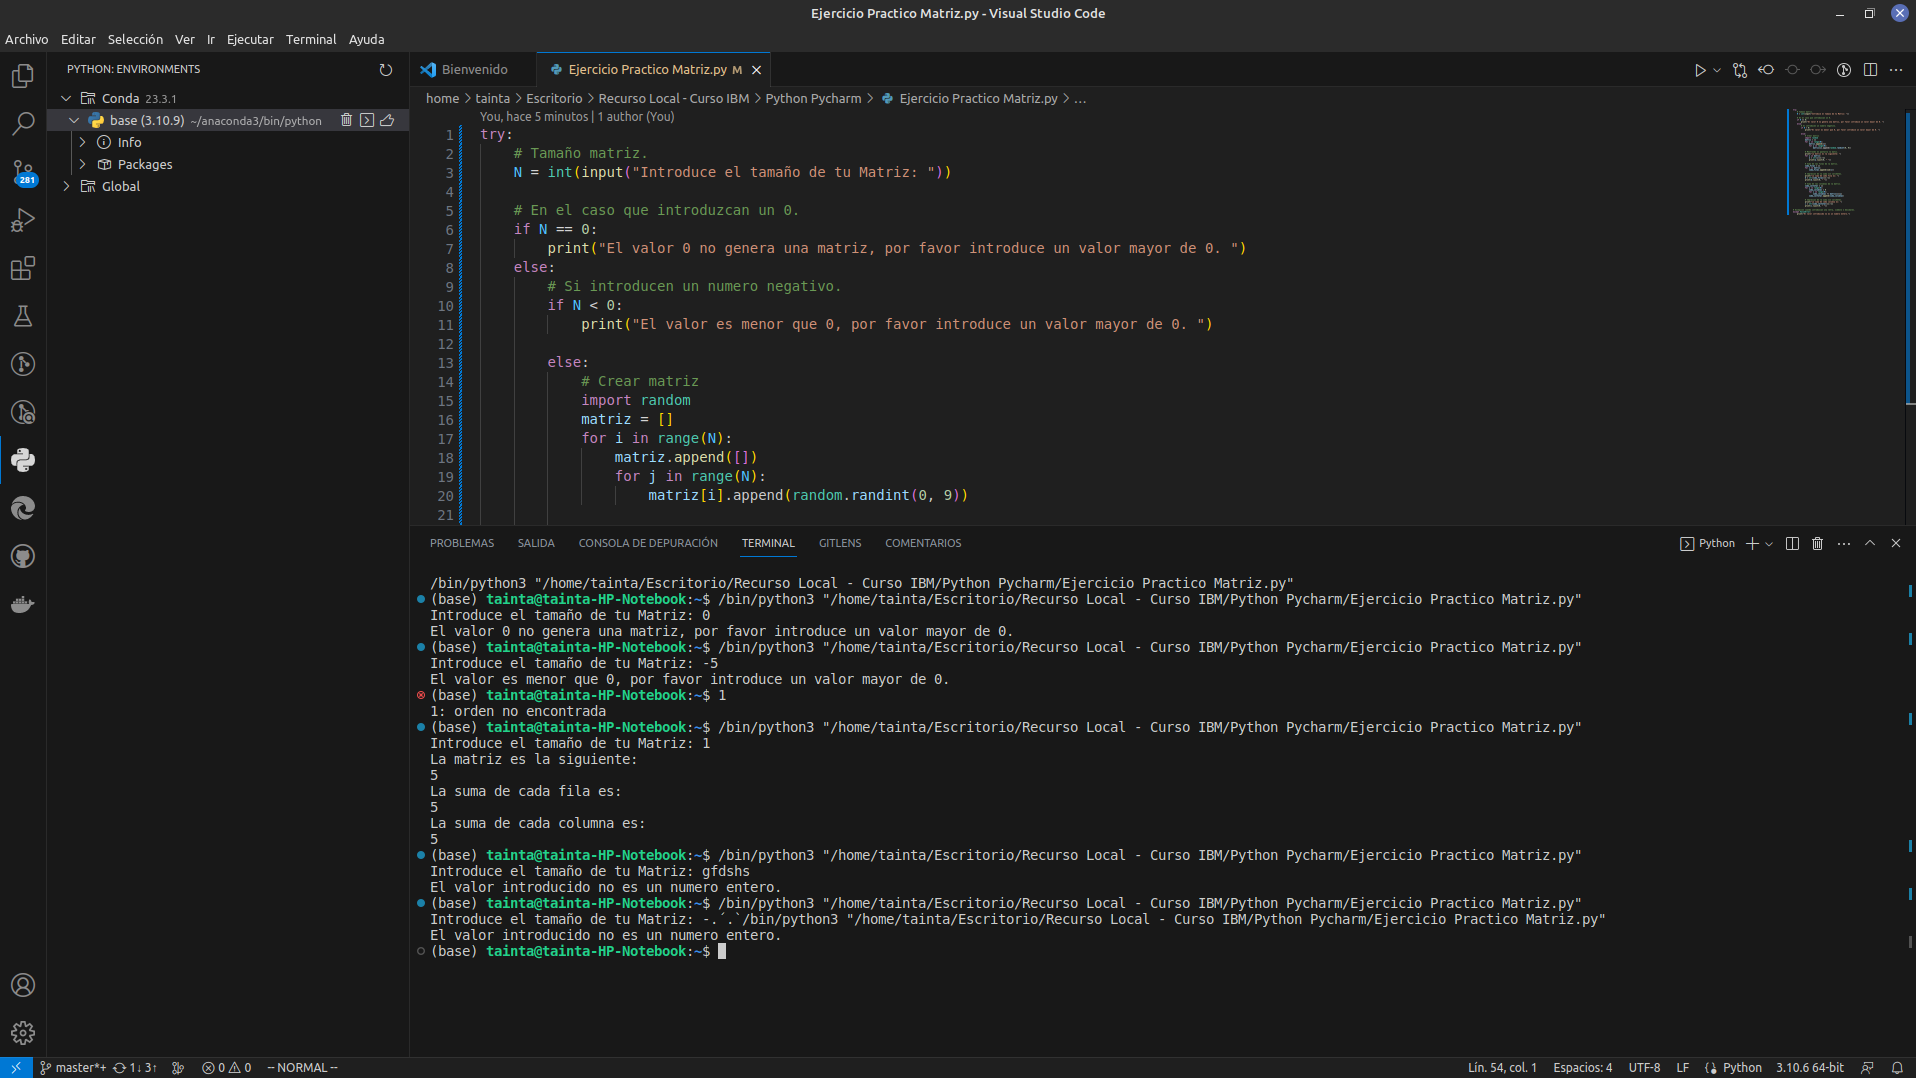 Ejercicio Practico Matriz.py - Visual Studio Code
Archivo Editar Selección Ver Ir Ejecutar Terminal Ayuda
PYTHON: ENVIRONMENTS
Conda 23.3.1
base (3.10.9) ~/anaconda3/bin/python
Info
Packages
Global
281
Bienvenido
Ejercicio Practico Matriz.py M
home > tainta > Escritorio > Recurso Local - Curso IBM > Python Pycharm > Ejercicio Practico Matriz.py > ...
You, hace 5 minutos | 1 author (You)
1 try:
2 # Tamaño matriz.
3 N = int(input("Introduce el tamaño de tu Matriz: "))
4
5 # En el caso que introduzcan un 0.
6 if N == 0:
7 print("El valor 0 no genera una matriz, por favor introduce un valor mayor de 0. ")
8 else:
9 # Si introducen un numero negativo.
10 if N < 0:
11 print("El valor es menor que 0, por favor introduce un valor mayor de 0. ")
12
13 else:
14 # Crear matriz
15 import random
16 matriz = []
17 for i in range(N):
18 matriz.append([])
19 for j in range(N):
20 matriz[i].append(random.randint(0, 9))
21
PROBLEMAS SALIDA CONSOLA DE DEPURACIÓN TERMINAL GITLENS COMENTARIOS
Python
/bin/python3 "/home/tainta/Escritorio/Recurso Local - Curso IBM/Python Pycharm/Ejercicio Practico Matriz.py"
(base) tainta@tainta-HP-Notebook:~$ /bin/python3 "/home/tainta/Escritorio/Recurso Local - Curso IBM/Python Pycharm/Ejercicio Practico Matriz.py"
Introduce el tamaño de tu Matriz: 0
El valor 0 no genera una matriz, por favor introduce un valor mayor de 0.
(base) tainta@tainta-HP-Notebook:~$ /bin/python3 "/home/tainta/Escritorio/Recurso Local - Curso IBM/Python Pycharm/Ejercicio Practico Matriz.py"
Introduce el tamaño de tu Matriz: -5
El valor es menor que 0, por favor introduce un valor mayor de 0.
(base) tainta@tainta-HP-Notebook:~$ 1
1: orden no encontrada
(base) tainta@tainta-HP-Notebook:~$ /bin/python3 "/home/tainta/Escritorio/Recurso Local - Curso IBM/Python Pycharm/Ejercicio Practico Matriz.py"
Introduce el tamaño de tu Matriz: 1
La matriz es la siguiente:
5
La suma de cada fila es:
5
La suma de cada columna es:
5
(base) tainta@tainta-HP-Notebook:~$ /bin/python3 "/home/tainta/Escritorio/Recurso Local - Curso IBM/Python Pycharm/Ejercicio Practico Matriz.py"
Introduce el tamaño de tu Matriz: gfdshs
El valor introducido no es un numero entero.
(base) tainta@tainta-HP-Notebook:~$ /bin/python3 "/home/tainta/Escritorio/Recurso Local - Curso IBM/Python Pycharm/Ejercicio Practico Matriz.py"
Introduce el tamaño de tu Matriz: -.´.`/bin/python3 "/home/tainta/Escritorio/Recurso Local - Curso IBM/Python Pycharm/Ejercicio Practico Matriz.py"
El valor introducido no es un numero entero.
(base) tainta@tainta-HP-Notebook:~$
master*+ 1↓ 3↑ 0 0 -- NORMAL --
Lín. 54, col. 1 Espacios: 4 UTF-8 LF Python 3.10.6 64-bit